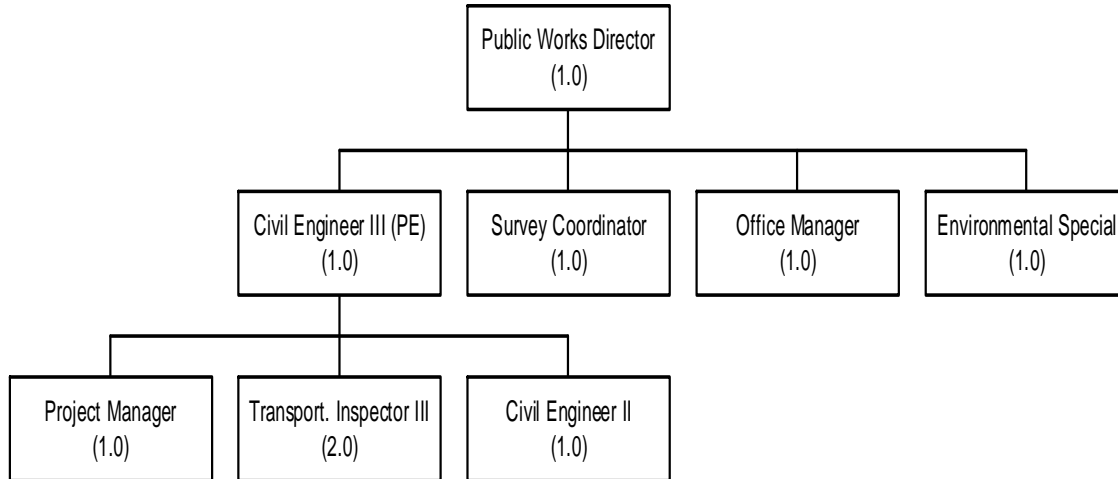 Public Works Director
(1.0)
Civil Engineer III (PE)
(1.0)
Survey Coordinator
(1.0)
Office Manager
(1.0)
Environmental Special
(1.0)
Project Manager
(1.0)
Transport. Inspector III
(2.0)
Civil Engineer II
(1.0)